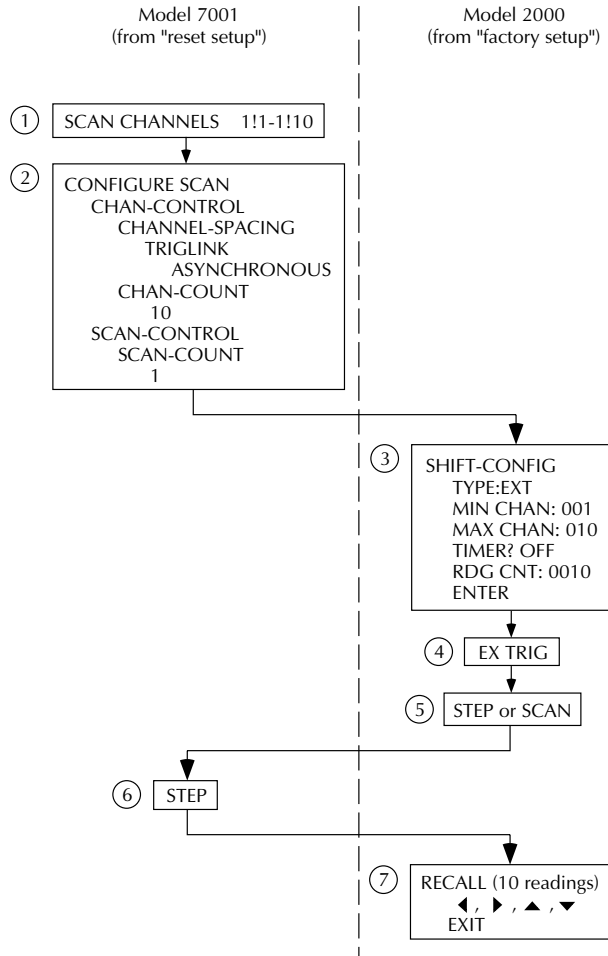 Model 7001
(from "reset setup")
Model 2000
(from "factory setup")
1 SCAN CHANNELS 1!1-1!10
2 CONFIGURE SCAN
CHAN-CONTROL
CHANNEL-SPACING
TRIGLINK
ASYNCHRONOUS
CHAN-COUNT
10
SCAN-CONTROL
SCAN-COUNT
1
3 SHIFT-CONFIG
TYPE:EXT
MIN CHAN: 001
MAX CHAN: 010
TIMER? OFF
RDG CNT: 0010
ENTER
4 EX TRIG
5 STEP or SCAN
6 STEP
7 RECALL (10 readings)
◀ , ▶ , ▲ , ▼
EXIT